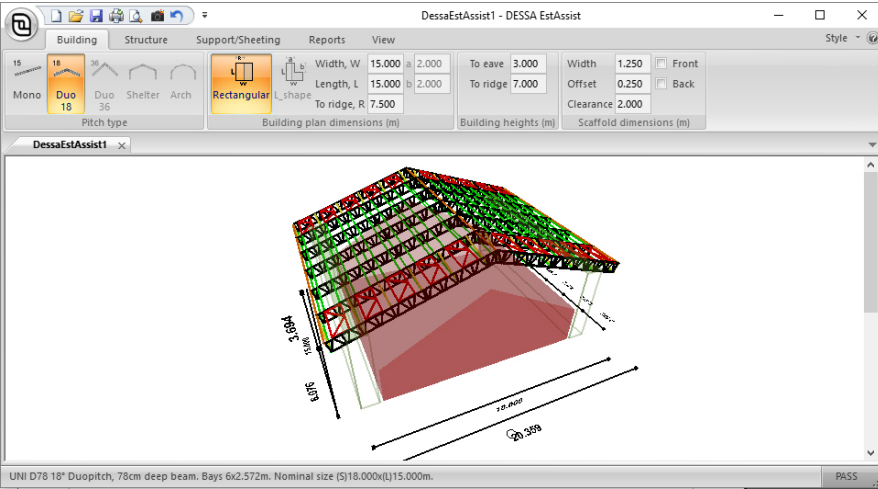 DessaEstAssist1 - DESSA EstAssist
Building Structure Support/Sheeting Reports View Style
15 18 36
Mono Duo 18 Duo 36 Shelter Arch
Pitch type
"R" L W Rectangular
a L b W L_shape
Width, W 15.000 a 2.000
Length, L 15.000 b 2.000
To ridge, R 7.500
Building plan dimensions (m)
To eave 3.000
To ridge 7.000
Building heights (m)
Width 1.250 Front
Offset 0.250 Back
Clearance 2.000
Scaffold dimensions (m)
DessaEstAssist1
3.694
6.076
18.000
20.359
UNI D78 18° Duopitch, 78cm deep beam. Bays 6x2.572m. Nominal size (S)18.000x(L)15.000m.
PASS